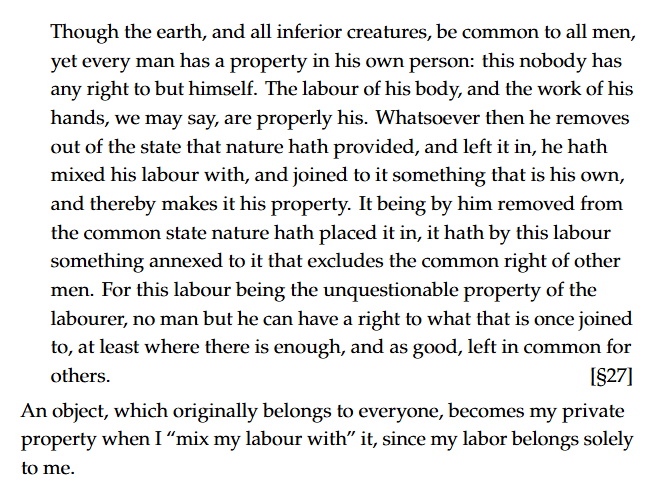 Though the earth, and all inferior creatures, be common to all men,
yet every man has a property in his own person: this nobody has
any right to but himself. The labour of his body, and the work of his
hands, we may say, are properly his. Whatsoever then he removes
out of the state that nature hath provided, and left it in, he hath
mixed his labour with, and joined to it something that is his own,
and thereby makes it his property. It being by him removed from
the common state nature hath placed it in, it hath by this labour
something annexed to it that excludes the common right of other
men. For this labour being the unquestionable property of the
labourer, no man but he can have a right to what that is once joined
to, at least where there is enough, and as good, left in common for
others. [§27]
An object, which originally belongs to everyone, becomes my private
property when I “mix my labour with” it, since my labor belongs solely
to me.